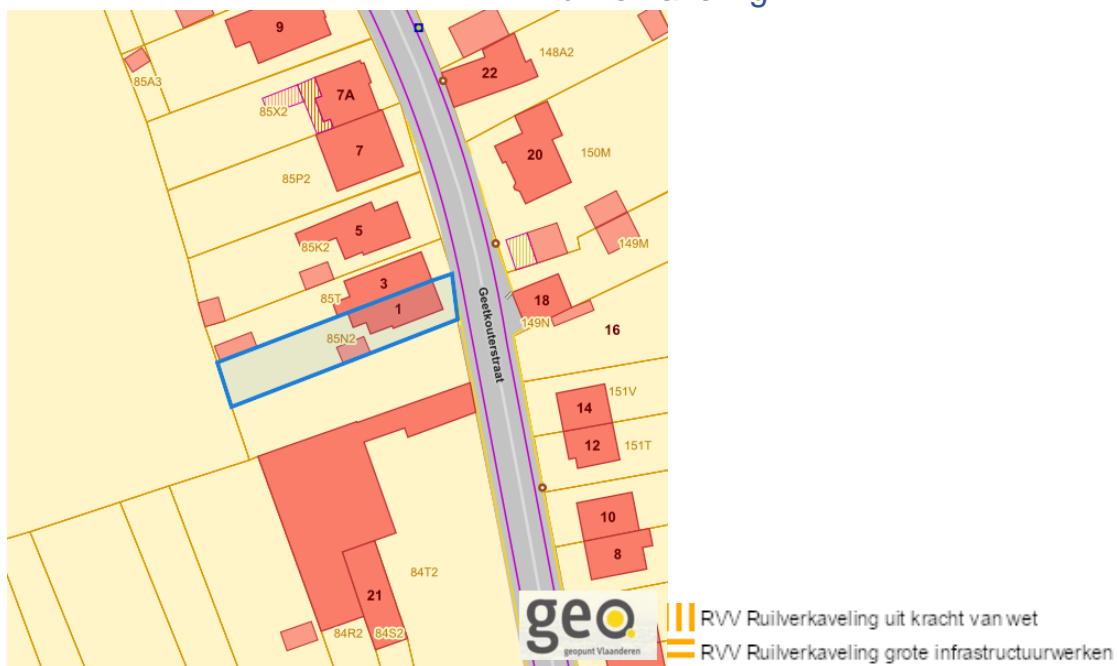 9
148A2
22
85A3
7A
85X2
7
20
150M
85P2
5
85K2
149M
3
85T
1
Geetkouterstraat
18
149N
16
85N2
14
151V
12
151T
10
8
84T2
21
84R2
84S2
geo.
geopunt Vlaanderen
RVV Ruilverkaveling uit kracht van wet
RVV Ruilverkaveling grote infrastructuurwerken